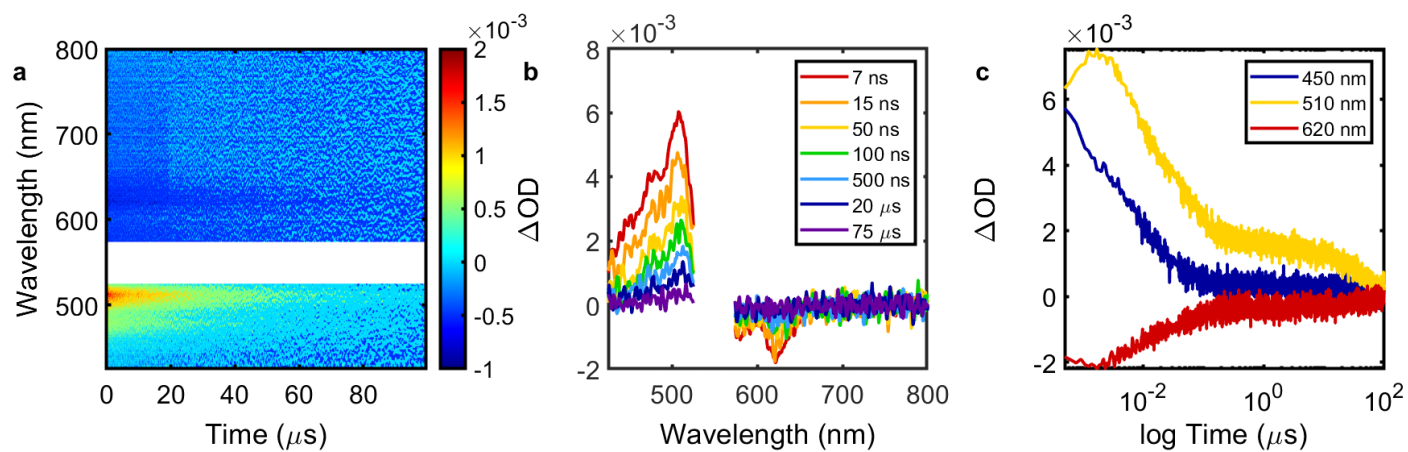 a
×10⁻³
800
700
600
500
Wavelength (nm)
0
20
40
60
80
Time (μs)
2
1.5
1
0.5
0
-0.5
-1
b
×10⁻³
8
6
4
2
0
-2
ΔOD
500
600
700
800
Wavelength (nm)
7 ns
15 ns
50 ns
100 ns
500 ns
20 μs
75 μs
c
×10⁻³
6
4
2
0
-2
ΔOD
10⁻²
10⁰
10²
log Time (μs)
450 nm
510 nm
620 nm